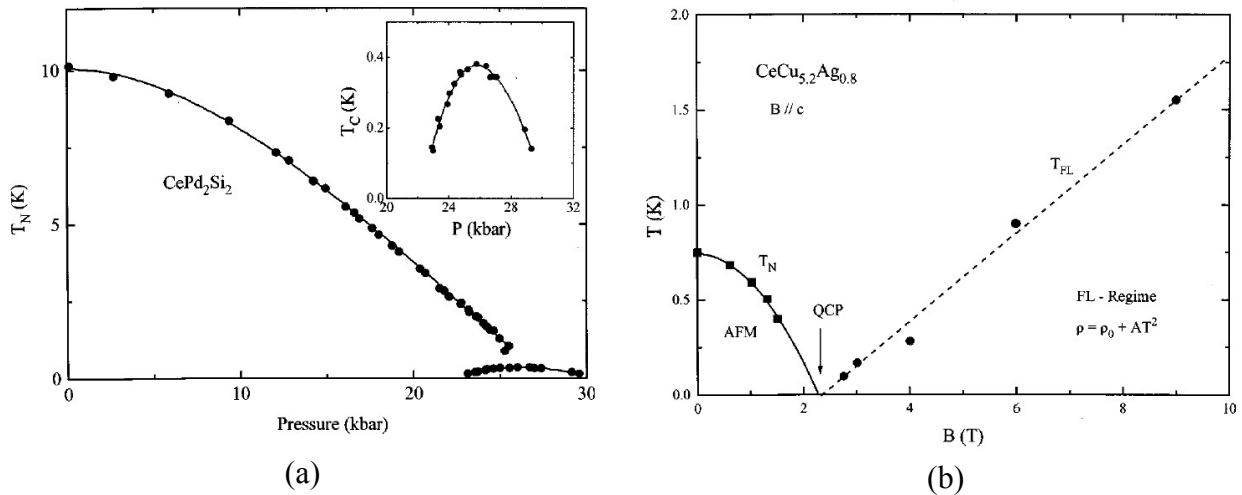 10
5
0
T_N (K)
CePd₂Si₂
0
10
20
30
Pressure (kbar)
0.4
0.2
0.0
T_C (K)
20
24
28
32
P (kbar)
(a)
2.0
1.5
1.0
0.5
0.0
T (K)
CeCu₅.₂Ag₀.₈
B // c
T_FL
T_N
QCP
AFM
FL - Regime
ρ = ρ₀ + AT²
0
2
4
6
8
10
B (T)
(b)